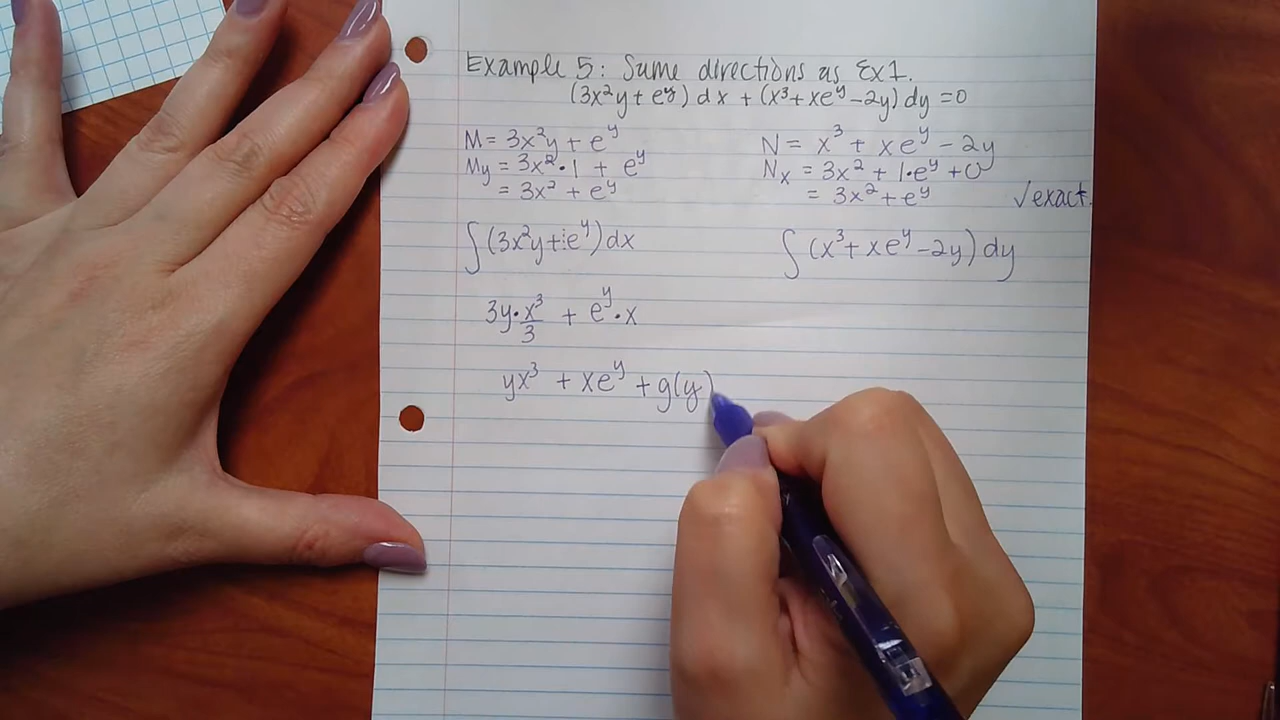 Example 5: Same directions as Ex1.
(3x²y + e^y) dx + (x³ + xe^y - 2y) dy = 0
M = 3x²y + e^y
N = x³ + xe^y - 2y
My = 3x²·1 + e^y
Nx = 3x² + 1·e^y + 0
= 3x² + e^y
= 3x² + e^y
√exact.
∫(3x²y + e^y)dx
∫(x³ + xe^y - 2y) dy
3y·x³/3 + e^y·x
yx³ + xe^y + g(y)